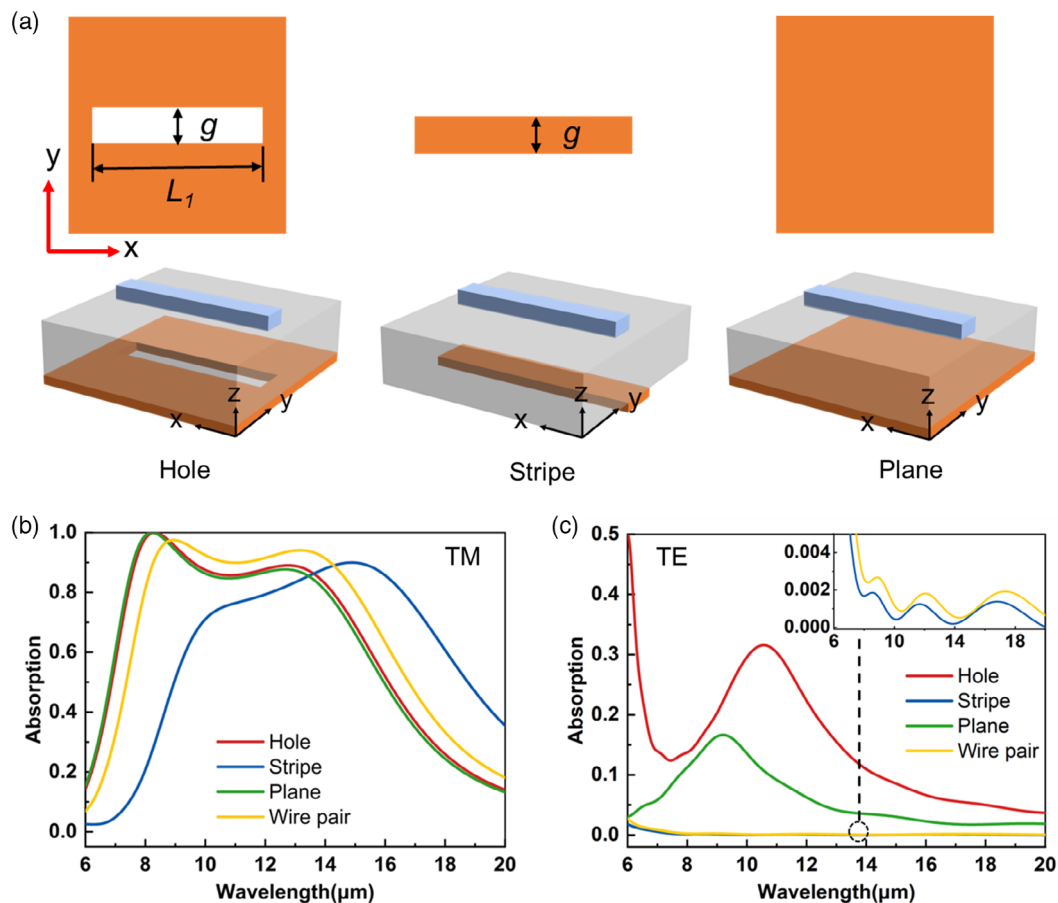 (a)
g
L₁
y
x
g
z
y
x
Hole
z
y
x
Stripe
z
y
x
Plane
(b)
1.0
0.8
0.6
0.4
0.2
0.0
Absorption
TM
Hole
Stripe
Plane
Wire pair
6 8 10 12 14 16 18 20
Wavelength(μm)
(c)
0.5
0.4
0.3
0.2
0.1
0.0
Absorption
TE
0.004
0.002
0.000
6 10 14 18
Hole
Stripe
Plane
Wire pair
6 8 10 12 14 16 18 20
Wavelength(μm)